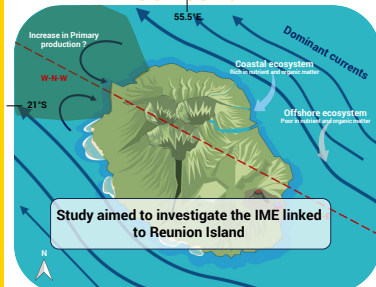 55.5°E
Increase in Primary
production ?
Dominant currents
W-N-W
Coastal ecosystem
Rich in nutrient and organic matter
21°S
Offshore ecosystem
Poor in nutrient and organic matter
Study aimed to investigate the IME linked
to Reunion Island
N